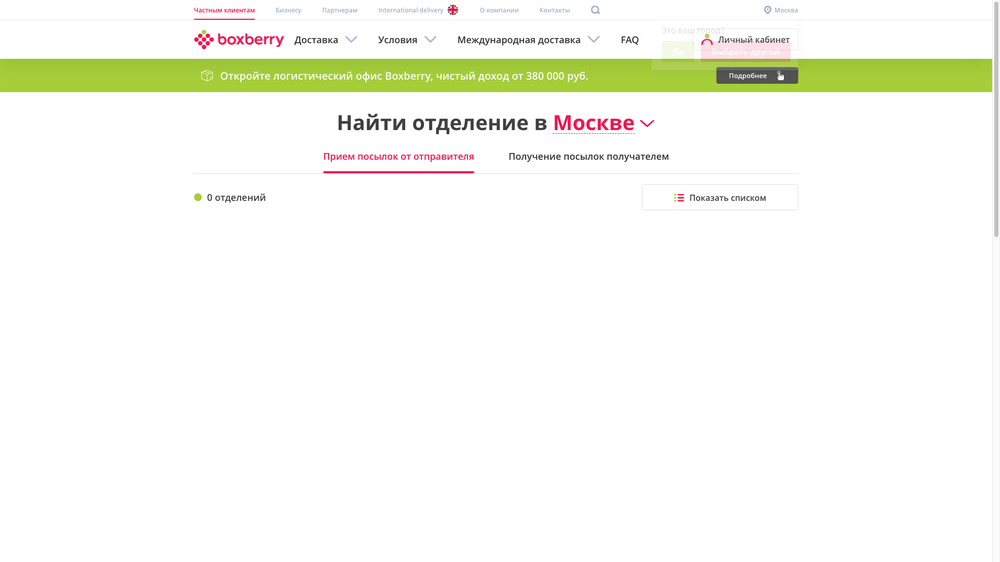 Частным клиентам Бизнесу Партнерам International delivery О компании Контакты Москва
boxberry Доставка Условия Международная доставка FAQ Личный кабинет
Это ваш город?
Да Выбрать другой
Откройте логистический офис Boxberry, чистый доход от 380 000 руб. Подробнее
Найти отделение в Москве
Прием посылок от отправителя Получение посылок получателем
0 отделений Показать списком